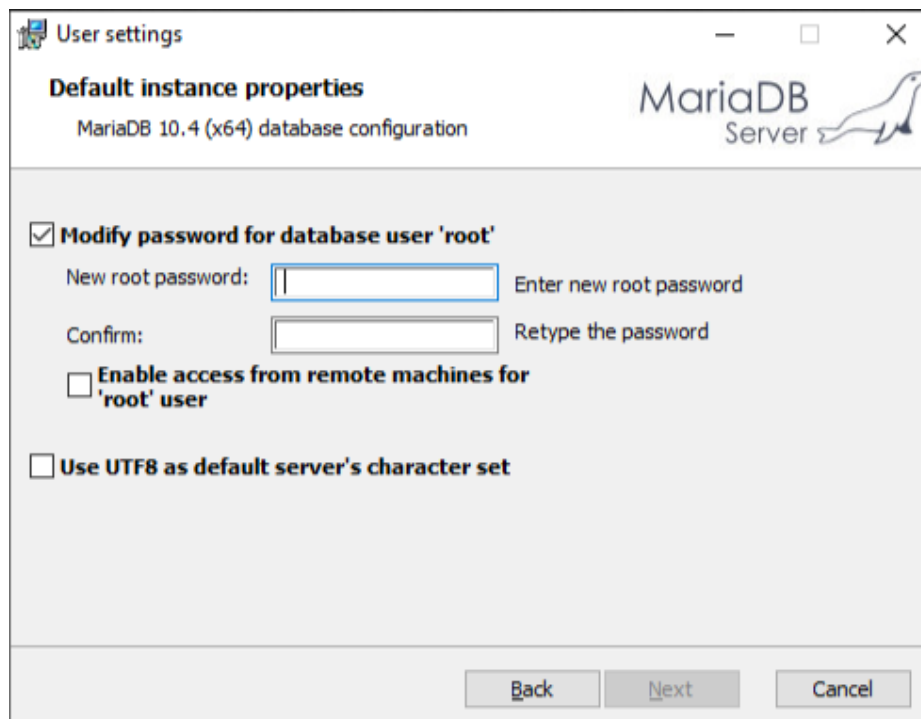 User settings
Default instance properties
MariaDB 10.4 (x64) database configuration
MariaDB
Server
Modify password for database user 'root'
New root password:
Enter new root password
Confirm:
Retype the password
Enable access from remote machines for
'root' user
Use UTF8 as default server's character set
Back
Next
Cancel